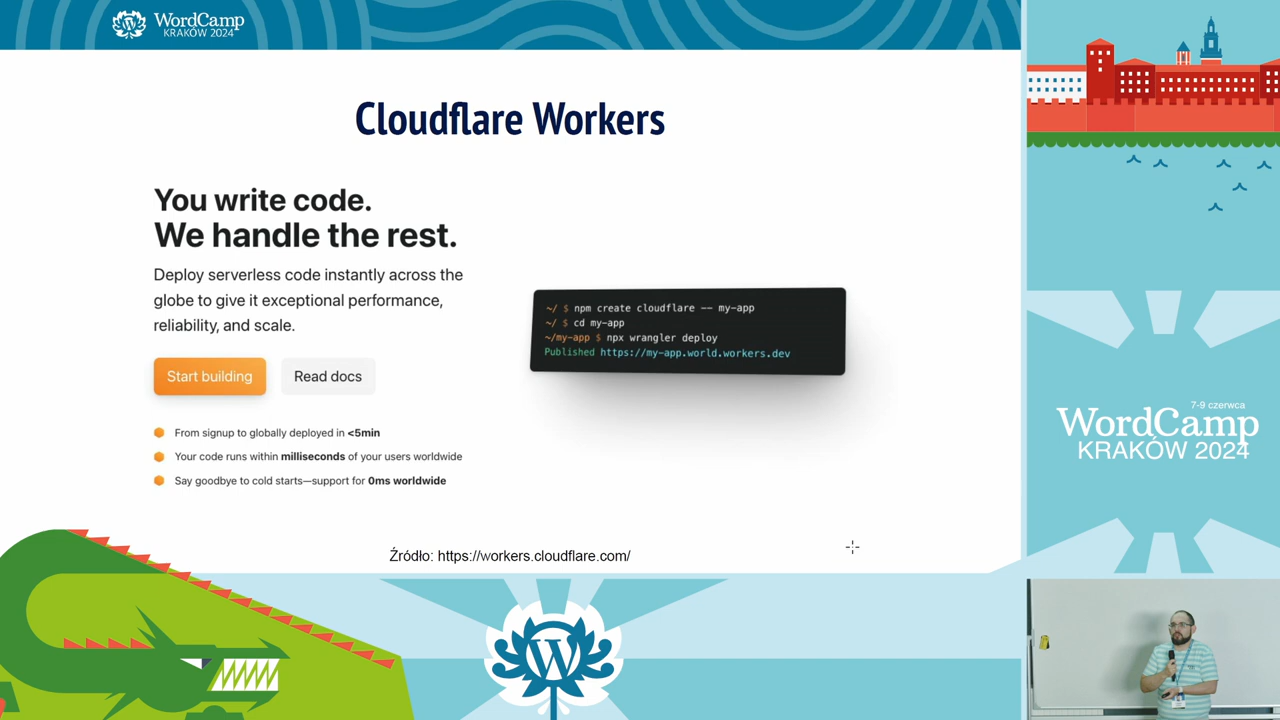 WordCamp
KRAKÓW 2024
Cloudflare Workers
You write code.
We handle the rest.
Deploy serverless code instantly across the
globe to give it exceptional performance,
reliability, and scale.
Start building
Read docs
From signup to globally deployed in <5min
Your code runs within milliseconds of your users worldwide
Say goodbye to cold starts—support for 0ms worldwide
~/ $ npm create cloudflare -- my-app
~/ $ cd my-app
~/my-app $ npx wrangler deploy
Published https://my-app.world.workers.dev
Źródło: https://workers.cloudflare.com/
7-9 czerwca
WordCamp
KRAKÓW 2024